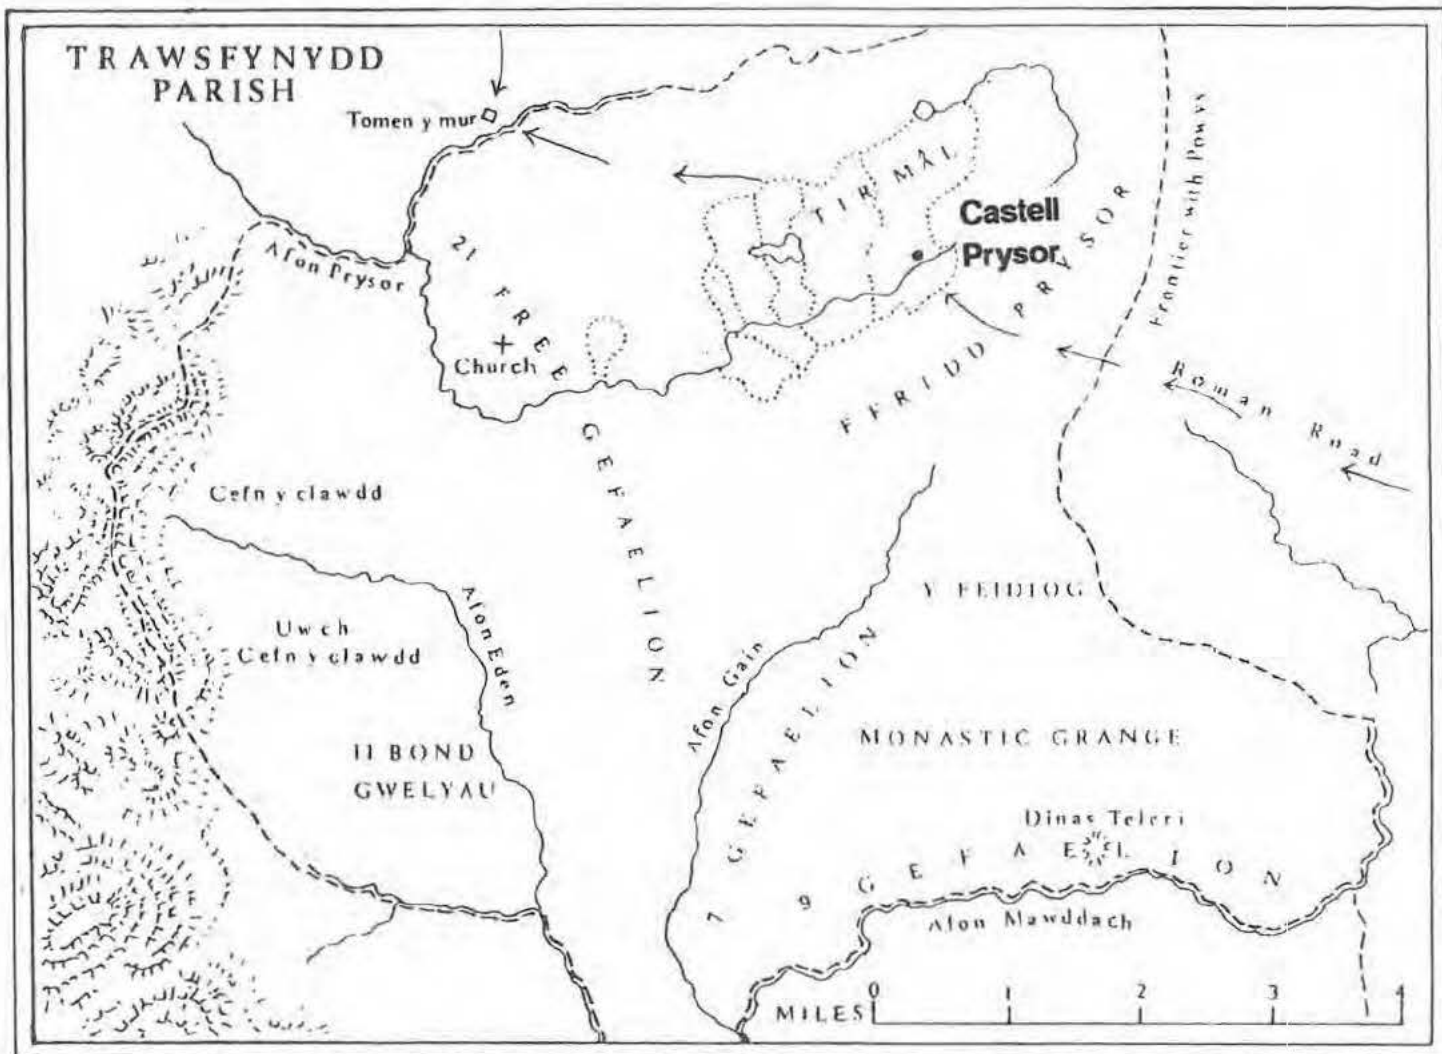 TRAWSFYNYDD
PARISH
Tomen y mur
TIR MÂL
Castell
Prysor
Frontier with Powys
Afon Prysor
21 FREE GEFAELION
Church
FFRIDD PRYSOR
Roman Road
Cefn y clawdd
Uwch
Cefn y clawdd
Afon Eden
11 BOND
GWELYAU
Afon Gain
7 GEFAELION
Y FEIDIOG
MONASTIC GRANGE
Dinas Teleri
9 GEFAELION
Afon Mawddach
MILES 0 1 2 3 4